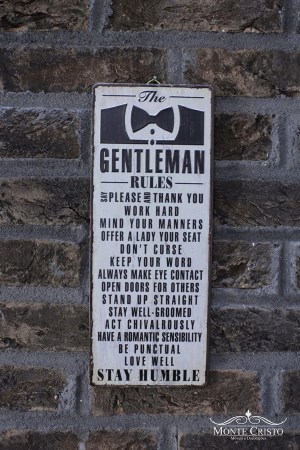 The
GENTLEMAN
RULES
SAY PLEASE AND THANK YOU
WORK HARD
MIND YOUR MANNERS
OFFER A LADY YOUR SEAT
DON'T CURSE
KEEP YOUR WORD
ALWAYS MAKE EYE CONTACT
OPEN DOORS FOR OTHERS
STAND UP STRAIGHT
STAY WELL-GROOMED
ACT CHIVALROUSLY
HAVE A ROMANTIC SENSIBILITY
BE PUNCTUAL
LOVE WELL
STAY HUMBLE
MONTE CRISTO
Móveis e Decorações